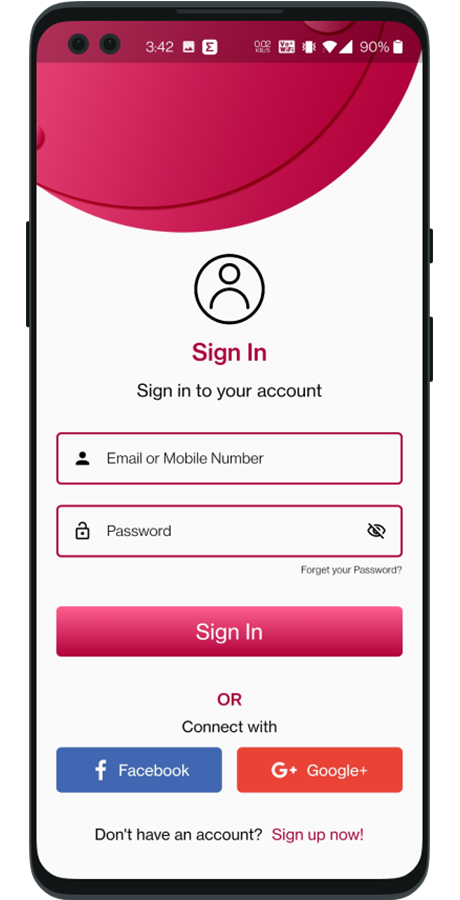 3:42 Σ 0.02 KB/S Vo WiFi 90%
Sign In
Sign in to your account
Email or Mobile Number
Password
Forget your Password?
Sign In
OR
Connect with
f Facebook G+ Google+
Don't have an account? Sign up now!